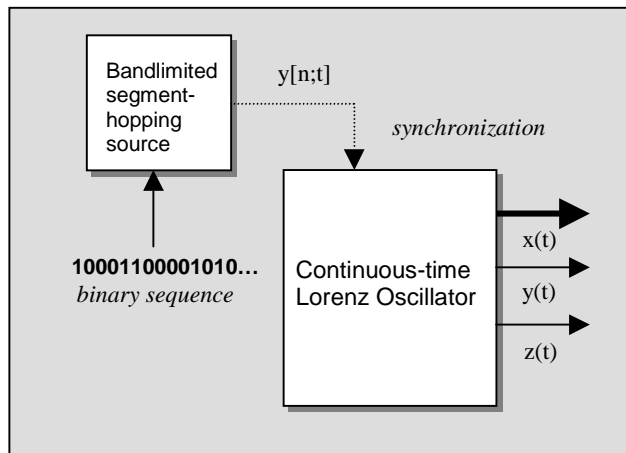 Bandlimited
segment-
hopping
source
y[n;t]
synchronization
10001100001010…
binary sequence
Continuous-time
Lorenz Oscillator
x(t)
y(t)
z(t)